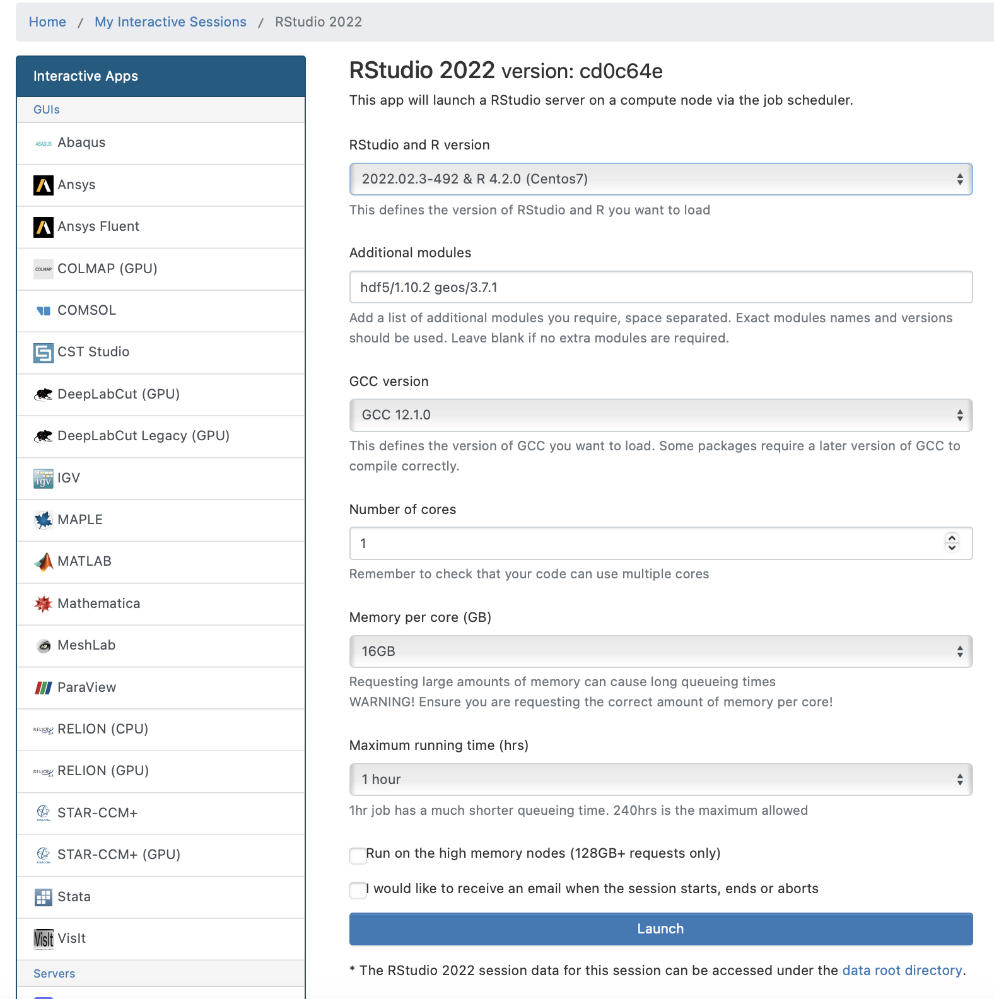 Home / My Interactive Sessions / RStudio 2022
Interactive Apps
GUIs
ABAQUS Abaqus
Ansys
Ansys Fluent
COLMAP COLMAP (GPU)
COMSOL
CST Studio
DeepLabCut (GPU)
DeepLabCut Legacy (GPU)
igv IGV
MAPLE
MATLAB
Mathematica
MeshLab
ParaView
RELION RELION (CPU)
RELION RELION (GPU)
STAR-CCM+ STAR-CCM+
STAR-CCM+ STAR-CCM+ (GPU)
Stata
VisIt VisIt
Servers
RStudio 2022 version: cd0c64e
This app will launch a RStudio server on a compute node via the job scheduler.
RStudio and R version
2022.02.3-492 & R 4.2.0 (Centos7)
This defines the version of RStudio and R you want to load
Additional modules
hdf5/1.10.2 geos/3.7.1
Add a list of additional modules you require, space separated. Exact modules names and versions
should be used. Leave blank if no extra modules are required.
GCC version
GCC 12.1.0
This defines the version of GCC you want to load. Some packages require a later version of GCC to
compile correctly.
Number of cores
1
Remember to check that your code can use multiple cores
Memory per core (GB)
16GB
Requesting large amounts of memory can cause long queueing times
WARNING! Ensure you are requesting the correct amount of memory per core!
Maximum running time (hrs)
1 hour
1hr job has a much shorter queueing time. 240hrs is the maximum allowed
Run on the high memory nodes (128GB+ requests only)
I would like to receive an email when the session starts, ends or aborts
Launch
* The RStudio 2022 session data for this session can be accessed under the data root directory.